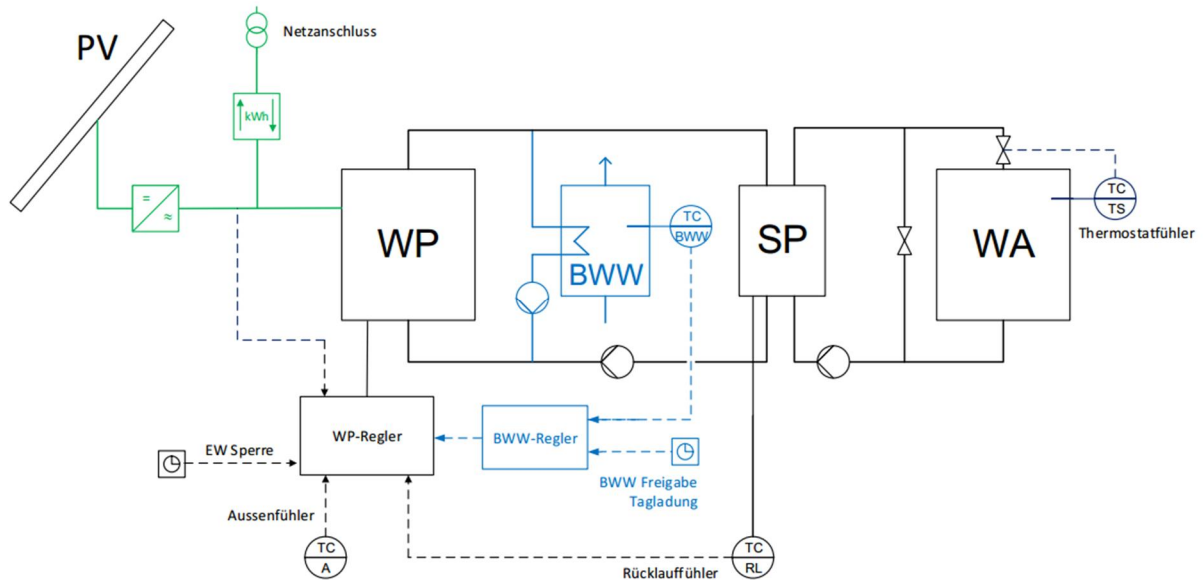 PV
Netzanschluss
kWh
=
≈
WP
BWW
TC
BWW
SP
WA
TC
TS
Thermostatfühler
WP-Regler
BWW-Regler
EW Sperre
BWW Freigabe
Tagladung
Aussenfühler
TC
A
Rücklauffühler
TC
RL